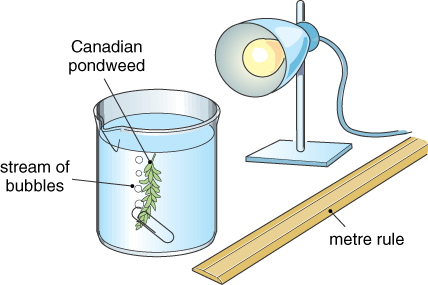 Canadian
pondweed
stream of
bubbles
metre rule